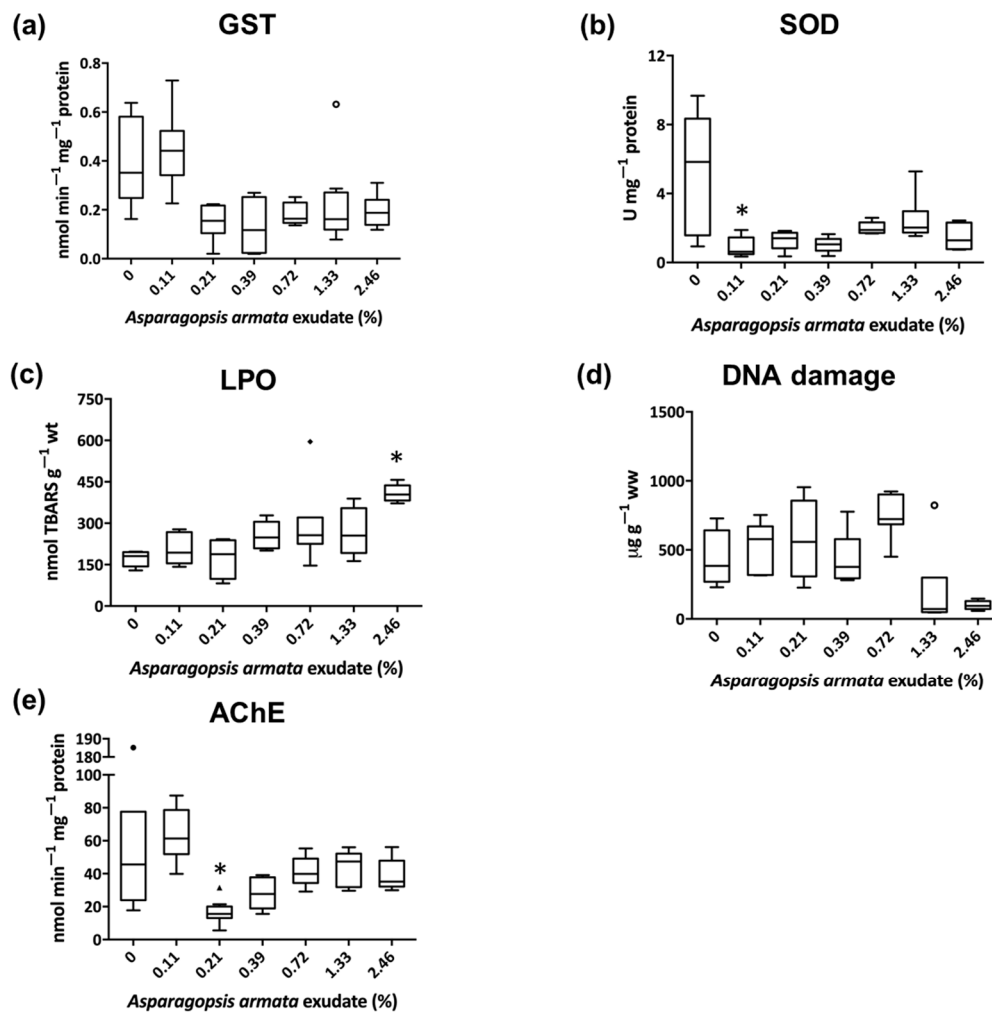 (a)
GST
nmol min−1 mg−1 protein
0.8
0.6
0.4
0.2
0.0
0 0.11 0.21 0.39 0.72 1.33 2.46
Asparagopsis armata exudate (%)
(b)
SOD
U mg−1 protein
12
8
4
0
*
0 0.11 0.21 0.39 0.72 1.33 2.46
Asparagopsis armata exudate (%)
(c)
LPO
nmol TBARS g−1 wt
750
600
450
300
150
0
*
0 0.11 0.21 0.39 0.72 1.33 2.46
Asparagopsis armata exudate (%)
(d)
DNA damage
µg g−1 ww
1500
1000
500
0
0 0.11 0.21 0.39 0.72 1.33 2.46
Asparagopsis armata exudate (%)
(e)
AChE
nmol min−1 mg−1 protein
190
180
100
80
60
40
20
0
*
0 0.11 0.21 0.39 0.72 1.33 2.46
Asparagopsis armata exudate (%)